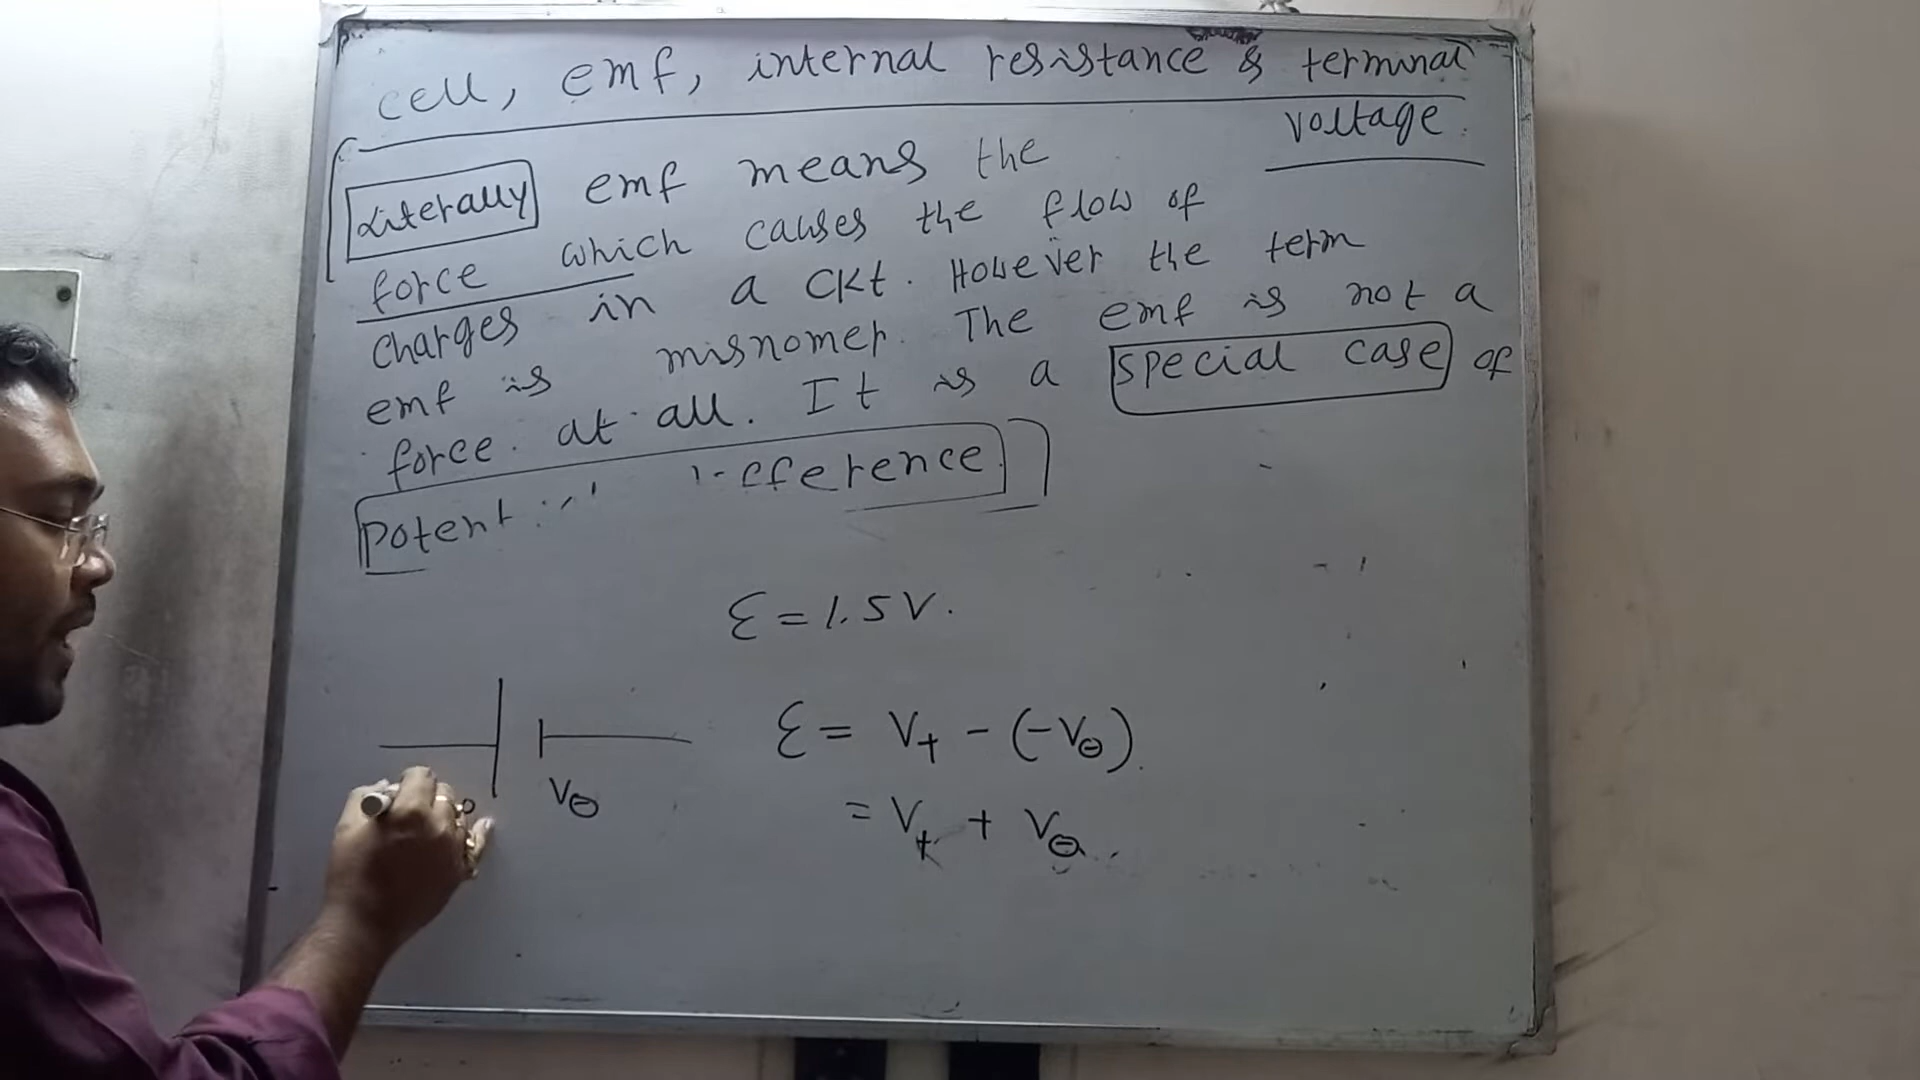 cell, emf, internal resistance & terminal
voltage.
Literally emf means the
force which causes the flow of
charges in a ckt. However the term
emf is misnomer. The emf is not a
force. at all. It is a special case of
potent
ε = 1.5 V.
ε = V+ - (-V⊖)
= V+ + V⊖
V⊖